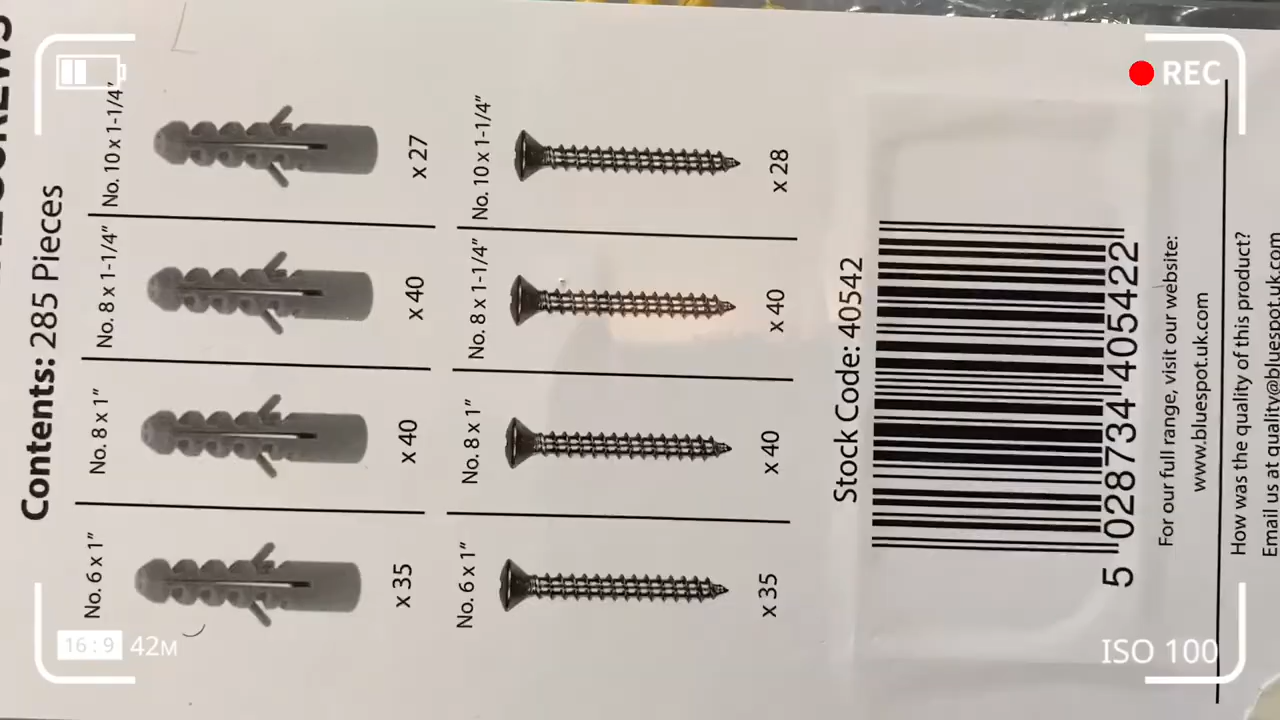 Contents: 285 Pieces
No. 6 x 1”
No. 8 x 1”
No. 8 x 1-1/4”
No. 10 x 1-1/4”
x 35
x 40
x 40
x 27
No. 6 x 1”
No. 8 x 1”
No. 8 x 1-1/4”
No. 10 x 1-1/4”
x 35
x 40
x 40
x 28
Stock Code: 40542
5 028734 405422
For our full range, visit our website:
www.bluespot.uk.com
How was the quality of this product?
Email us at quality@bluespot.uk.com
REC
16:9 42M
ISO 100